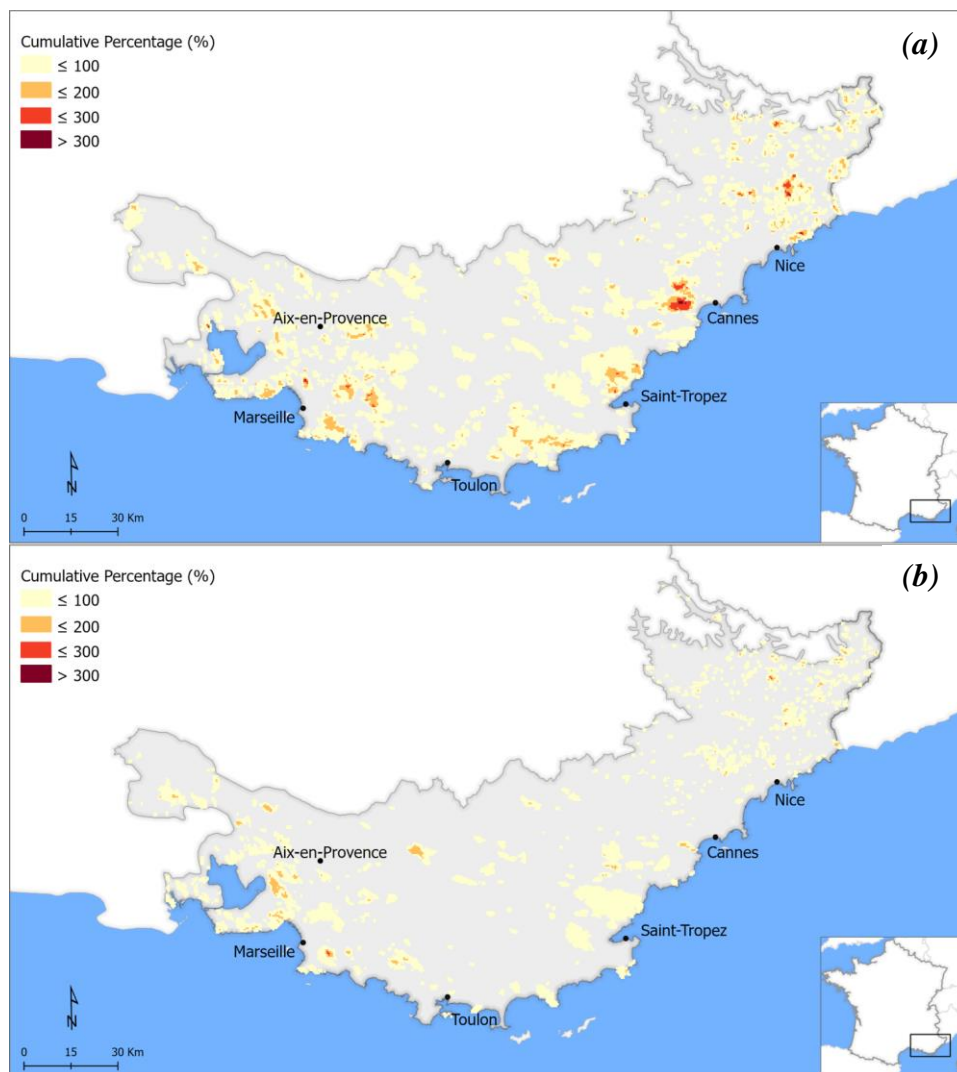 (a)
Cumulative Percentage (%)
≤ 100
≤ 200
≤ 300
> 300
Nice
Cannes
Aix-en-Provence
Saint-Tropez
Marseille
Toulon
N
0 15 30 Km
(b)
Cumulative Percentage (%)
≤ 100
≤ 200
≤ 300
> 300
Nice
Cannes
Aix-en-Provence
Saint-Tropez
Marseille
Toulon
N
0 15 30 Km